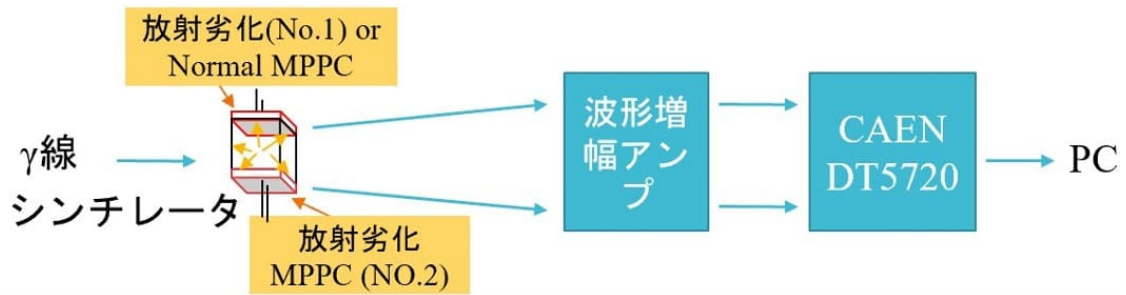 放射劣化(No.1) or
Normal MPPC
γ線
シンチレータ
放射劣化
MPPC (NO.2)
波形増
幅アン
プ
CAEN
DT5720
PC